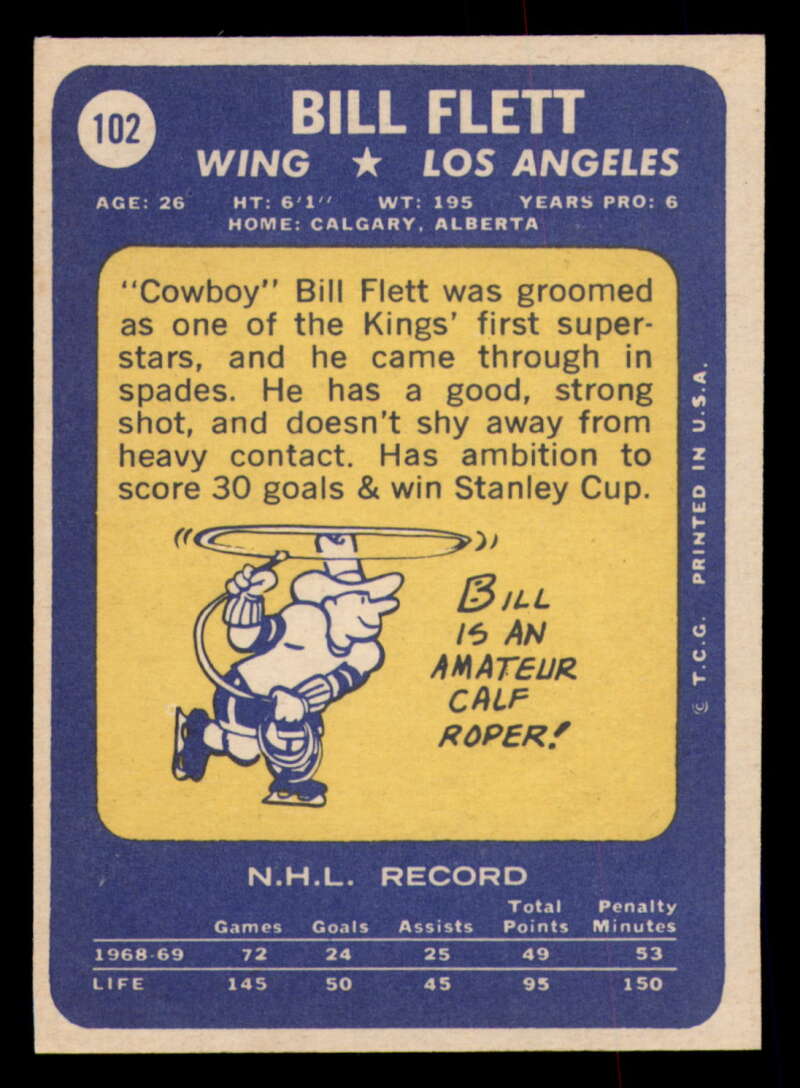 102
BILL FLETT
WING ★ LOS ANGELES
AGE: 26 HT: 6'1'' WT: 195 YEARS PRO: 6
HOME: CALGARY, ALBERTA
"Cowboy" Bill Flett was groomed
as one of the Kings' first super-
stars, and he came through in
spades. He has a good, strong
shot, and doesn't shy away from
heavy contact. Has ambition to
score 30 goals & win Stanley Cup.
BILL
IS AN
AMATEUR
CALF
ROPER!
N.H.L. RECORD
Games Goals Assists Total Points Penalty Minutes
1968-69 72 24 25 49 53
LIFE 145 50 45 95 150
© T.C.G. PRINTED IN U.S.A.